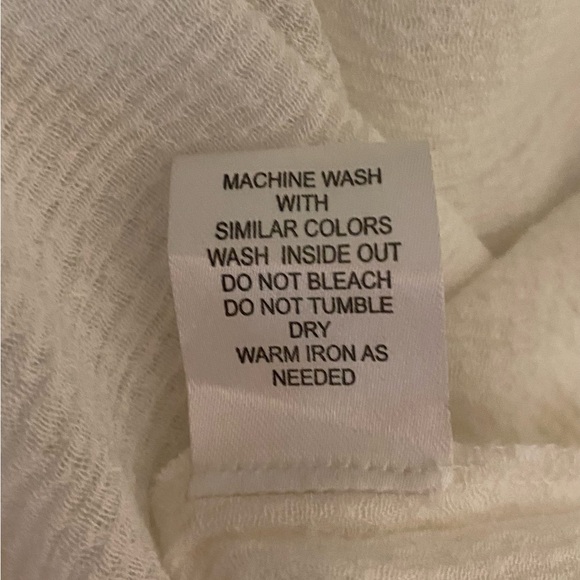 MACHINE WASH
WITH
SIMILAR COLORS
WASH INSIDE OUT
DO NOT BLEACH
DO NOT TUMBLE
DRY
WARM IRON AS
NEEDED